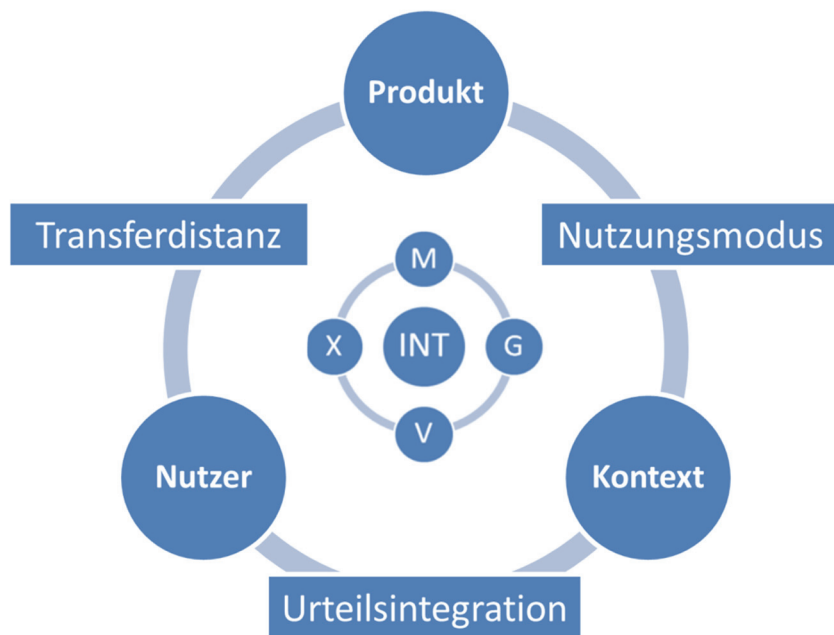 Produkt
Transferdistanz
Nutzungsmodus
M
X
INT
G
V
Nutzer
Kontext
Urteilsintegration